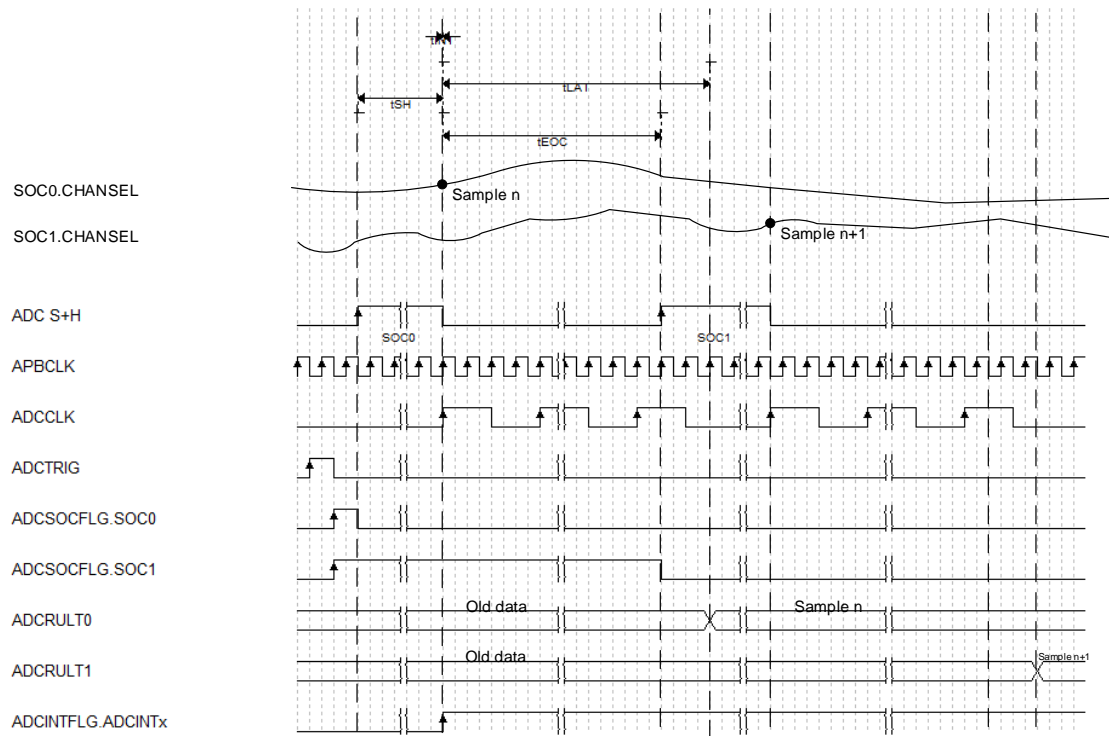 tINT
tLAT
tSH
tEOC
SOC0.CHANSEL
Sample n
SOC1.CHANSEL
Sample n+1
ADC S+H
SOC0
SOC1
APBCLK
ADCCLK
ADCTRIG
ADCSOCFLG.SOC0
ADCSOCFLG.SOC1
ADCRULT0
Old data
Sample n
ADCRULT1
Old data
Sample n+1
ADCINTFLG.ADCINTx